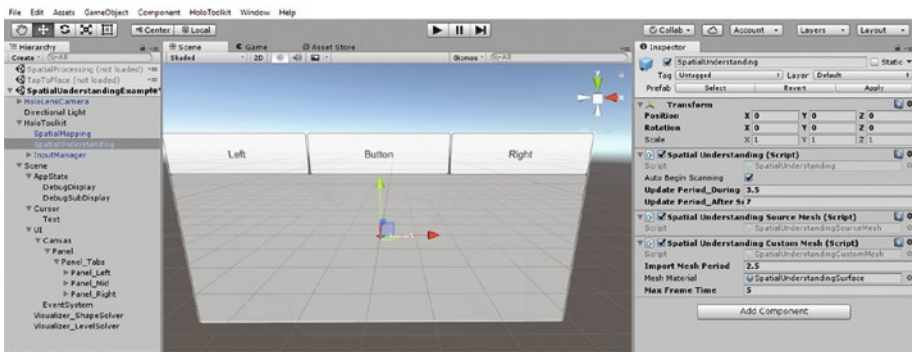 File Edit Assets GameObject Component HoloToolkit Window Help
Center Local
Collab Account Layers Layout
Hierarchy
Create
SpatialProcessing (not loaded)
TapToPlace (not loaded)
SpatialUnderstandingExample*
HoloLensCamera
Directional Light
HoloToolkit
SpatialMapping
SpatialUnderstanding
InputManager
Scene
AppState
DebugDisplay
DebugSubDisplay
Cursor
Text
UI
Canvas
Panel
Panel_Tabs
Panel_Left
Panel_Mid
Panel_Right
EventSystem
Visualizer_ShapeSolver
Visualizer_LevelSolver
Scene Game Asset Store
Shaded 2D Gizmos
Left Button Right
Inspector
SpatialUnderstanding Static
Tag Untagged Layer Default
Prefab Select Revert Apply
Transform
Position X 0 Y 0 Z 0
Rotation X 0 Y 0 Z 0
Scale X 1 Y 1 Z 1
Spatial Understanding (Script)
Script SpatialUnderstanding
Auto Begin Scanning
Update Period_During 3.5
Update Period_After Sc 7
Spatial Understanding Source Mesh (Script)
Script SpatialUnderstandingSourceMesh
Spatial Understanding Custom Mesh (Script)
Script SpatialUnderstandingCustomMesh
Import Mesh Period 2.5
Mesh Material SpatialUnderstandingSurface
Max Frame Time 5
Add Component